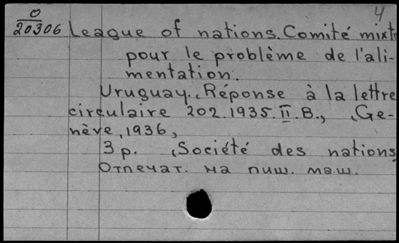 4
O
20306
League of nations. Comité mixte
pour le problème de l'ali-
mentation.
Uruguay. Réponse à la lettre
circulaire 202.1935.II.B., Ge-
nève, 1936,
3 p. (Société des nations
Отпечат. на пиш. маш.